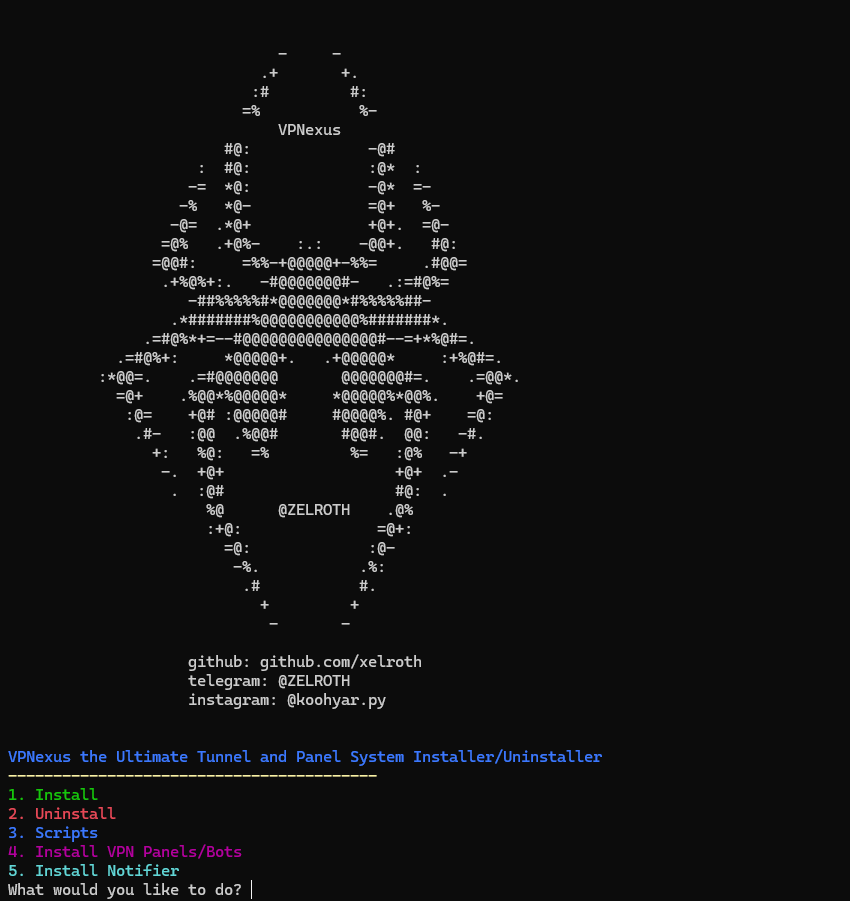 VPNexus
@ZELROTH
github: github.com/xelroth
telegram: @ZELROTH
instagram: @koohyar.py
VPNexus the Ultimate Tunnel and Panel System Installer/Uninstaller
1. Install
2. Uninstall
3. Scripts
4. Install VPN Panels/Bots
5. Install Notifier
What would you like to do?